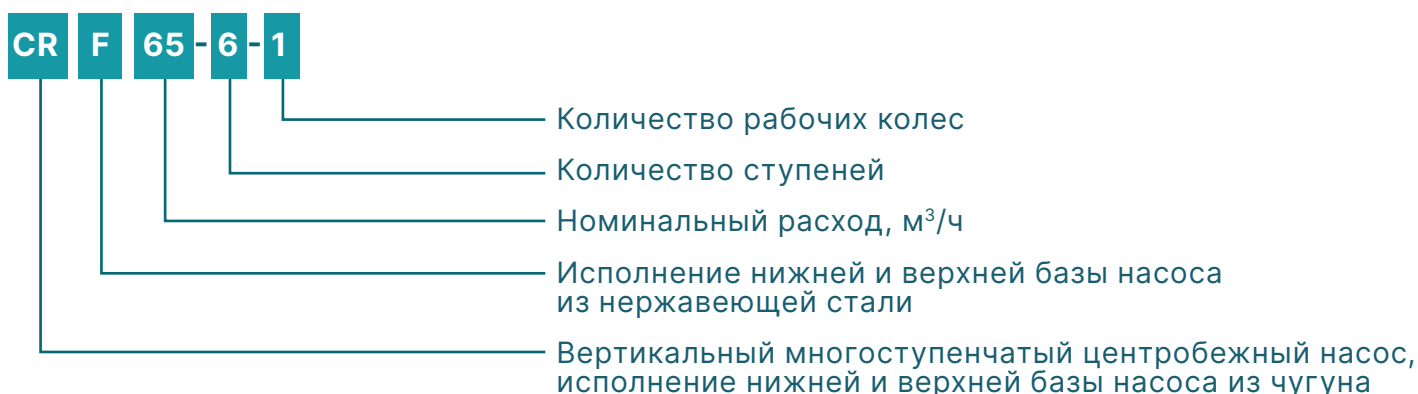 CR F 65-6-1
Количество рабочих колес
Количество ступеней
Номинальный расход, м³/ч
Исполнение нижней и верхней базы насоса
из нержавеющей стали
Вертикальный многоступенчатый центробежный насос,
исполнение нижней и верхней базы насоса из чугуна